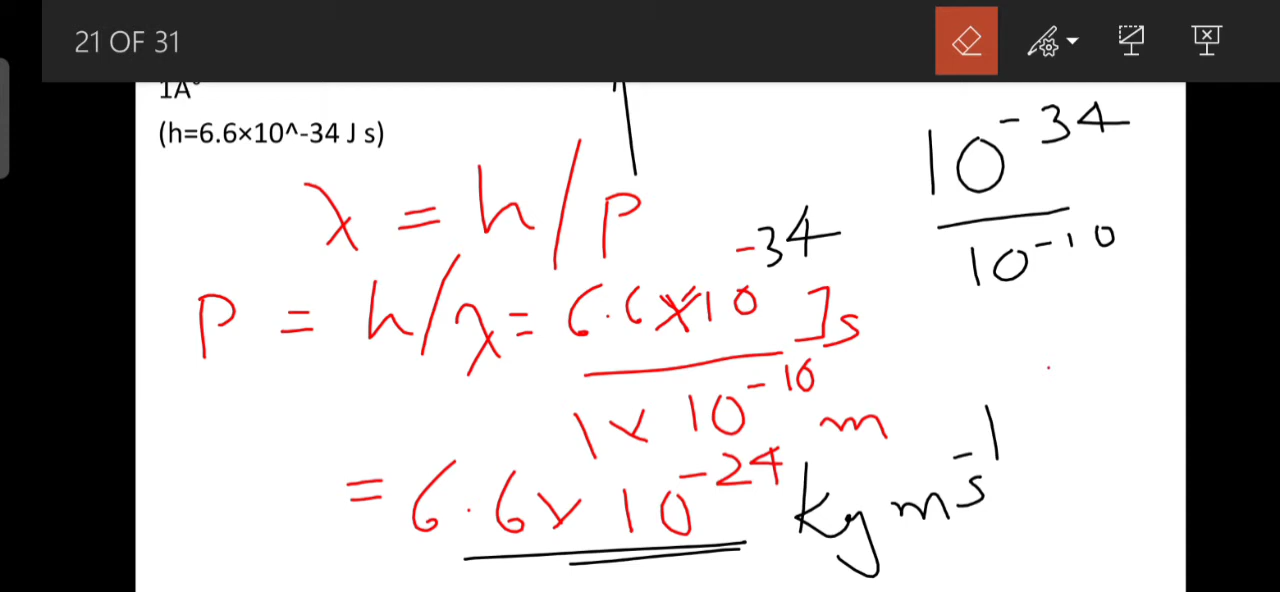 21 OF 31
1A°
(h=6.6×10^-34 J s)
λ = h/P
10^-34
10^-10
P = h/λ = 6.6×10^-34 Js
1×10^-10 m
= 6.6×10^-24 kg ms^-1